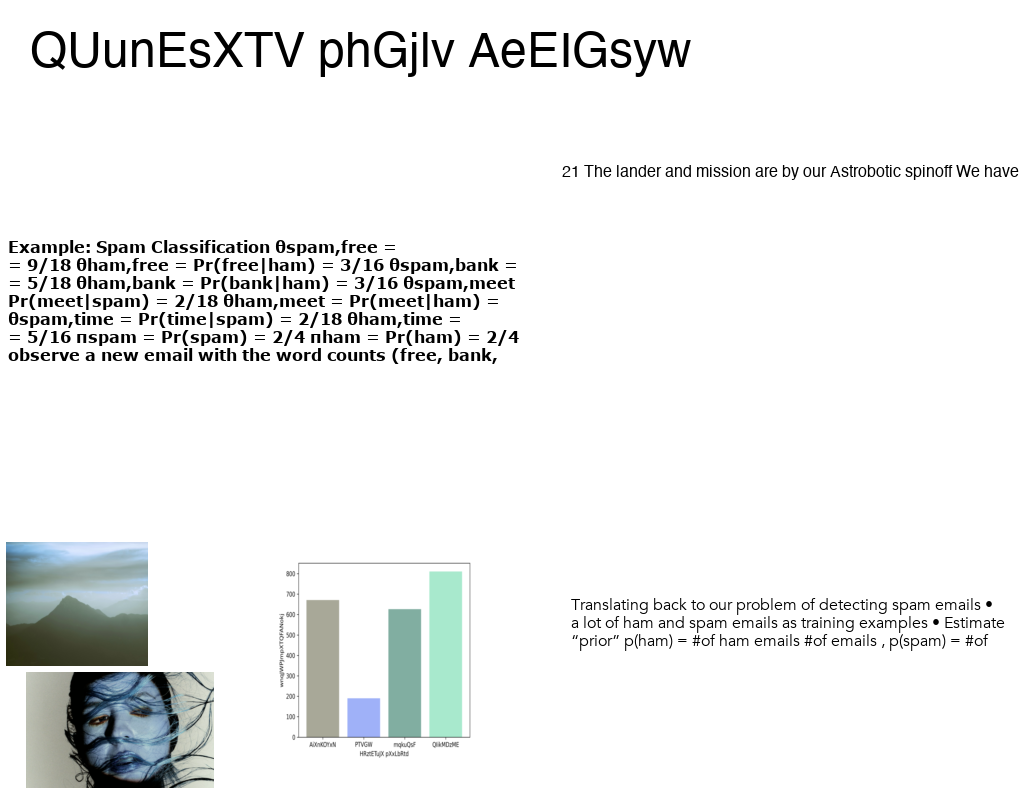 QUunEsXTV phGjlv AeEIGsyw
21 The lander and mission are by our Astrobotic spinoff We have
Example: Spam Classification θspam,free =
= 9/18 θham,free = Pr(free|ham) = 3/16 θspam,bank =
= 5/18 θham,bank = Pr(bank|ham) = 3/16 θspam,meet
Pr(meet|spam) = 2/18 θham,meet = Pr(meet|ham) =
θspam,time = Pr(time|spam) = 2/18 θham,time =
= 5/16 πspam = Pr(spam) = 2/4 πham = Pr(ham) = 2/4
observe a new email with the word counts (free, bank,
800
700
600
500
400
300
200
100
0
PTVGW
QIikMDzME
Translating back to our problem of detecting spam emails •
a lot of ham and spam emails as training examples • Estimate
“prior” p(ham) = #of ham emails #of emails , p(spam) = #of